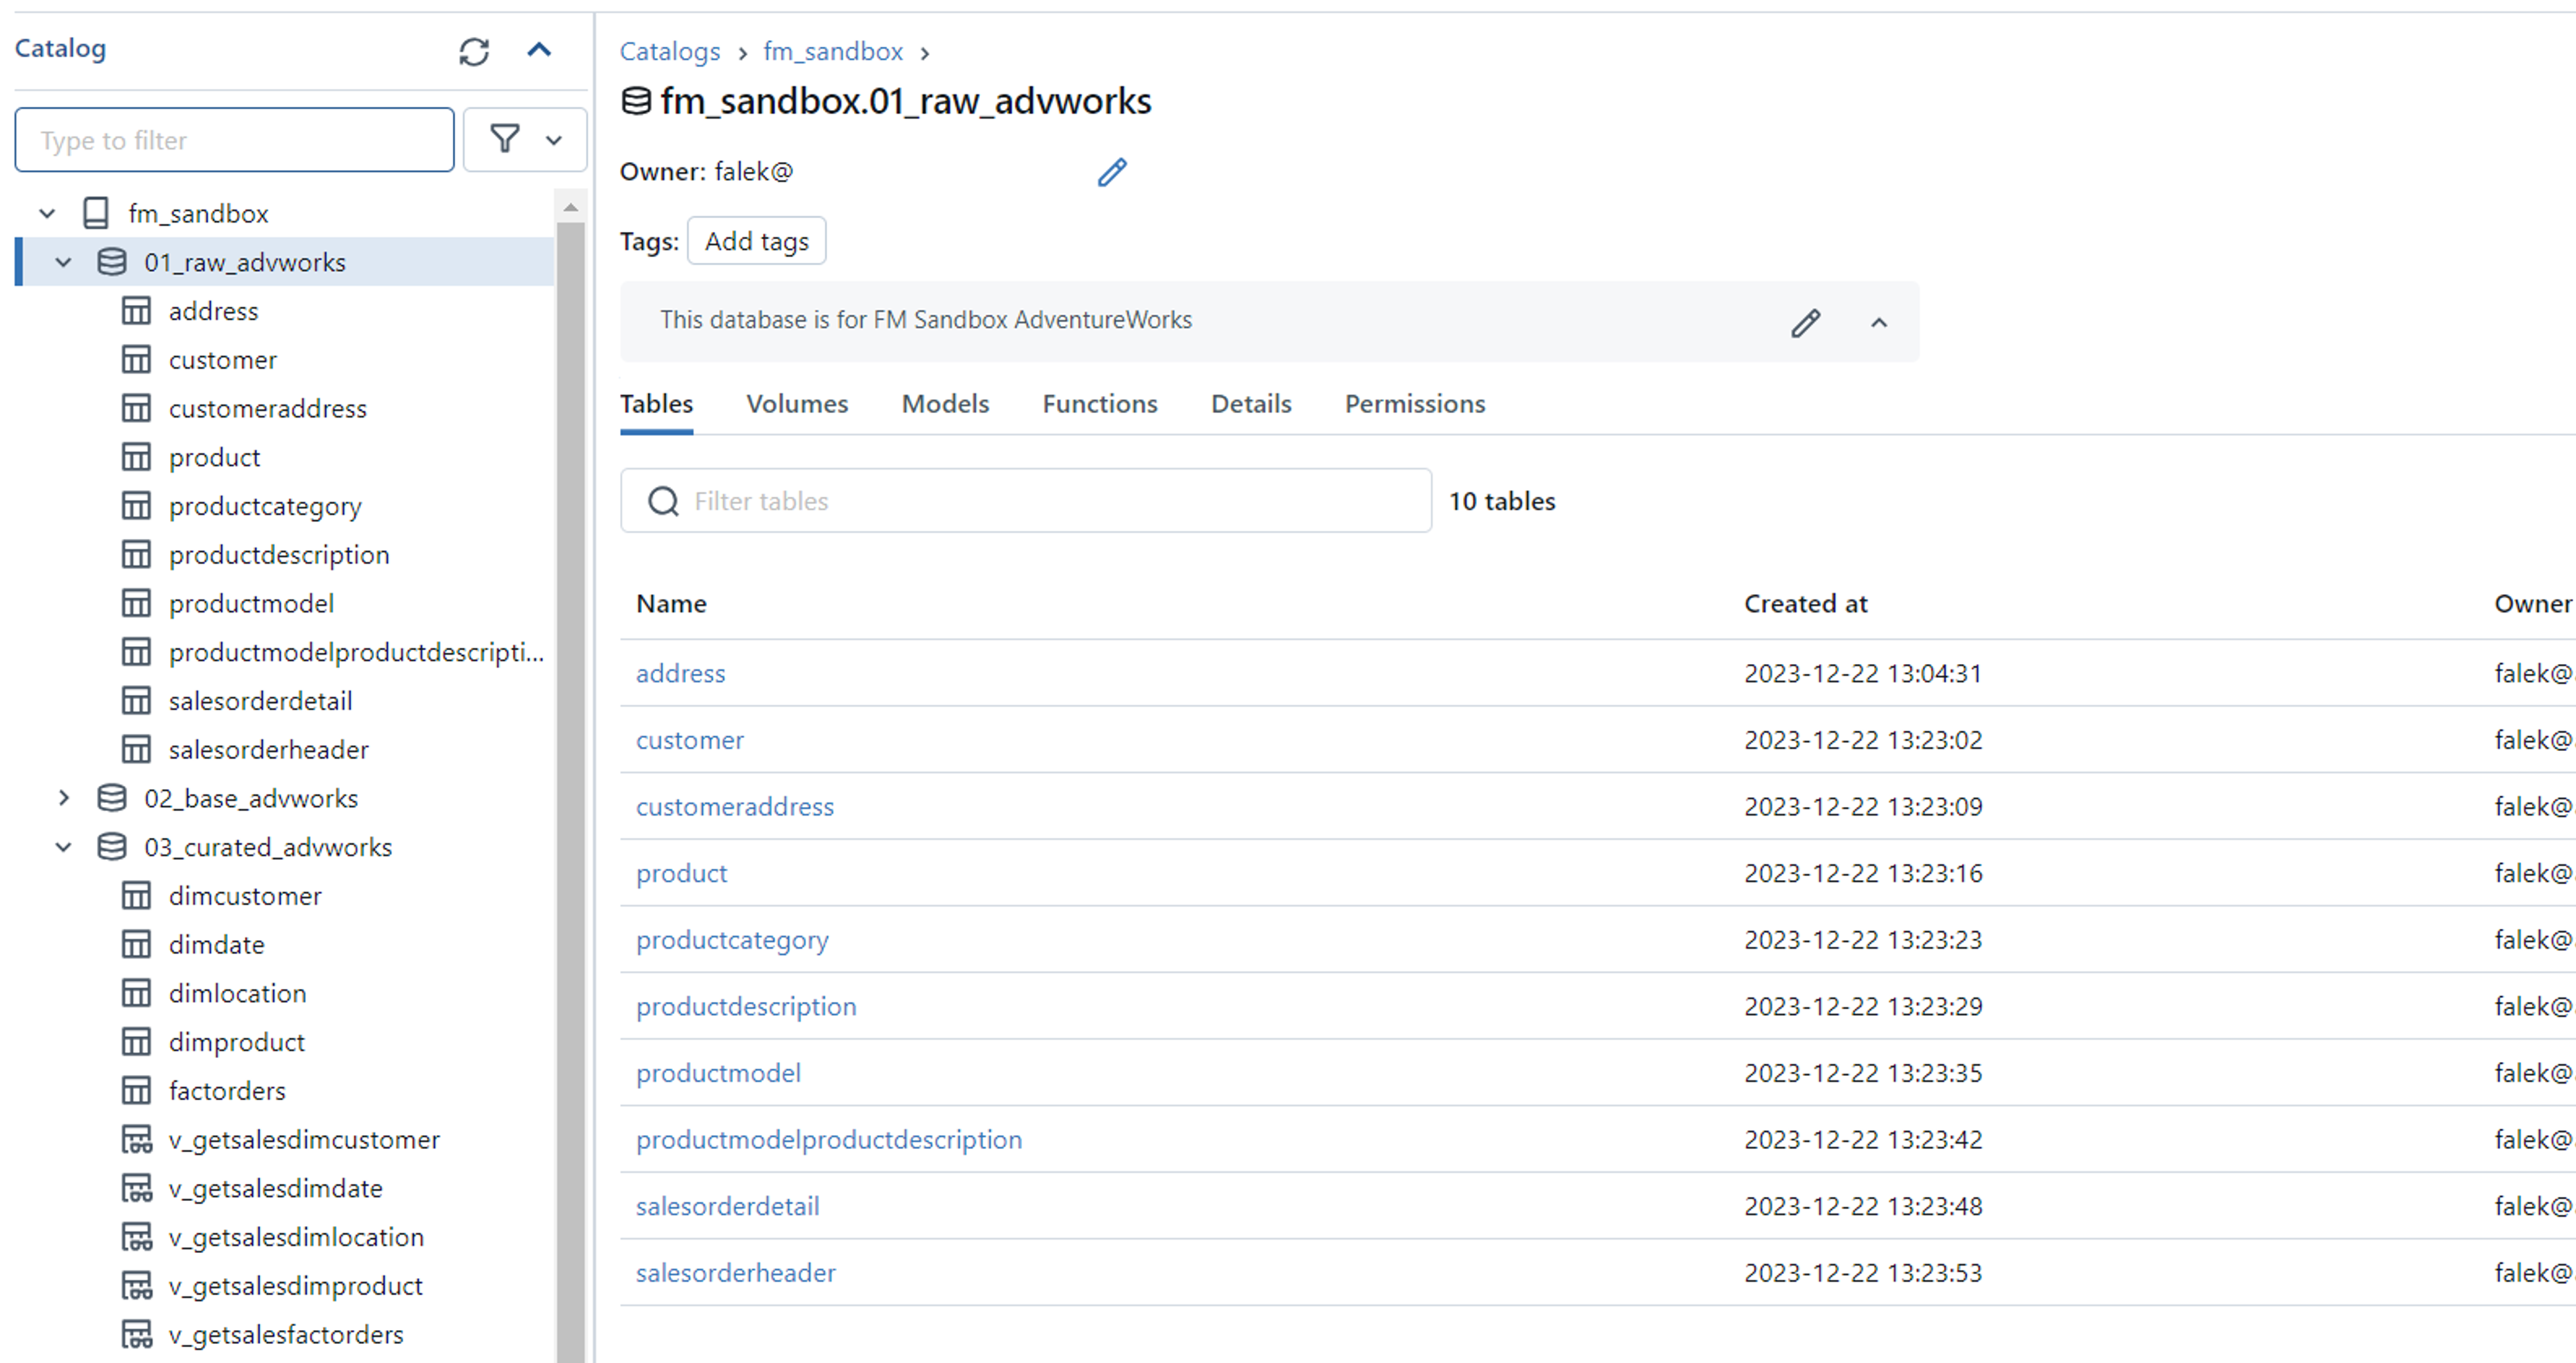 Catalog
Type to filter
fm_sandbox
01_raw_advworks
address
customer
customeraddress
product
productcategory
productdescription
productmodel
productmodelproductdescripti...
salesorderdetail
salesorderheader
02_base_advworks
03_curated_advworks
dimcustomer
dimdate
dimlocation
dimproduct
factorders
v_getsalesdimcustomer
v_getsalesdimdate
v_getsalesdimlocation
v_getsalesdimproduct
v_getsalesfactorders
Catalogs > fm_sandbox >
fm_sandbox.01_raw_advworks
Owner: falek@
Tags: Add tags
This database is for FM Sandbox AdventureWorks
Tables Volumes Models Functions Details Permissions
Filter tables 10 tables
Name Created at Owner
address 2023-12-22 13:04:31 falek@
customer 2023-12-22 13:23:02 falek@
customeraddress 2023-12-22 13:23:09 falek@
product 2023-12-22 13:23:16 falek@
productcategory 2023-12-22 13:23:23 falek@
productdescription 2023-12-22 13:23:29 falek@
productmodel 2023-12-22 13:23:35 falek@
productmodelproductdescription 2023-12-22 13:23:42 falek@
salesorderdetail 2023-12-22 13:23:48 falek@
salesorderheader 2023-12-22 13:23:53 falek@